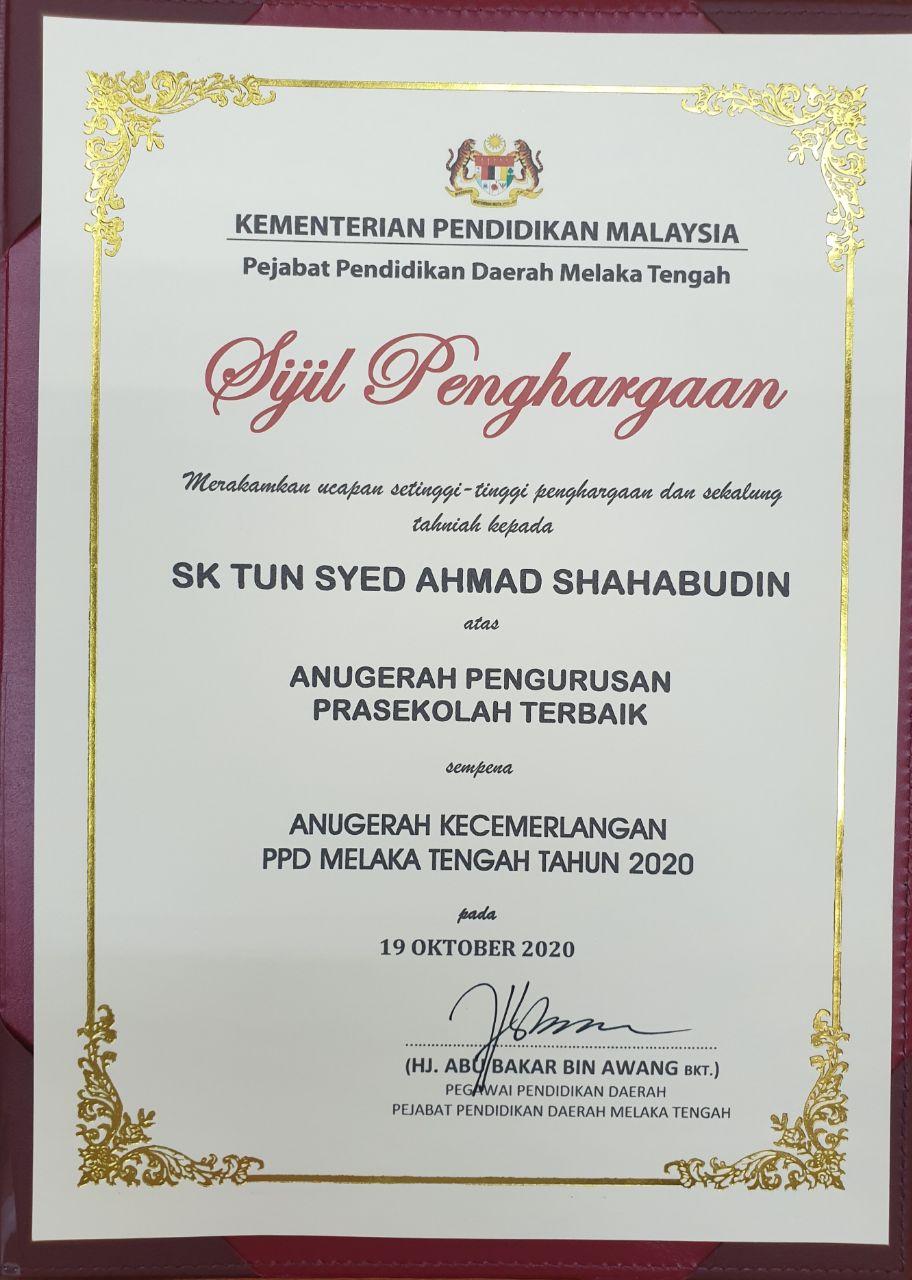 KEMENTERIAN PENDIDIKAN MALAYSIA
Pejabat Pendidikan Daerah Melaka Tengah
Sijil Penghargaan
Merakamkan ucapan setinggi-tinggi penghargaan dan sekalung
tahniah kepada
SK TUN SYED AHMAD SHAHABUDIN
atas
ANUGERAH PENGURUSAN
PRASEKOLAH TERBAIK
sempena
ANUGERAH KECEMERLANGAN
PPD MELAKA TENGAH TAHUN 2020
pada
19 OKTOBER 2020
(HJ. ABU BAKAR BIN AWANG BKT.)
PEGAWAI PENDIDIKAN DAERAH
PEJABAT PENDIDIKAN DAERAH MELAKA TENGAH